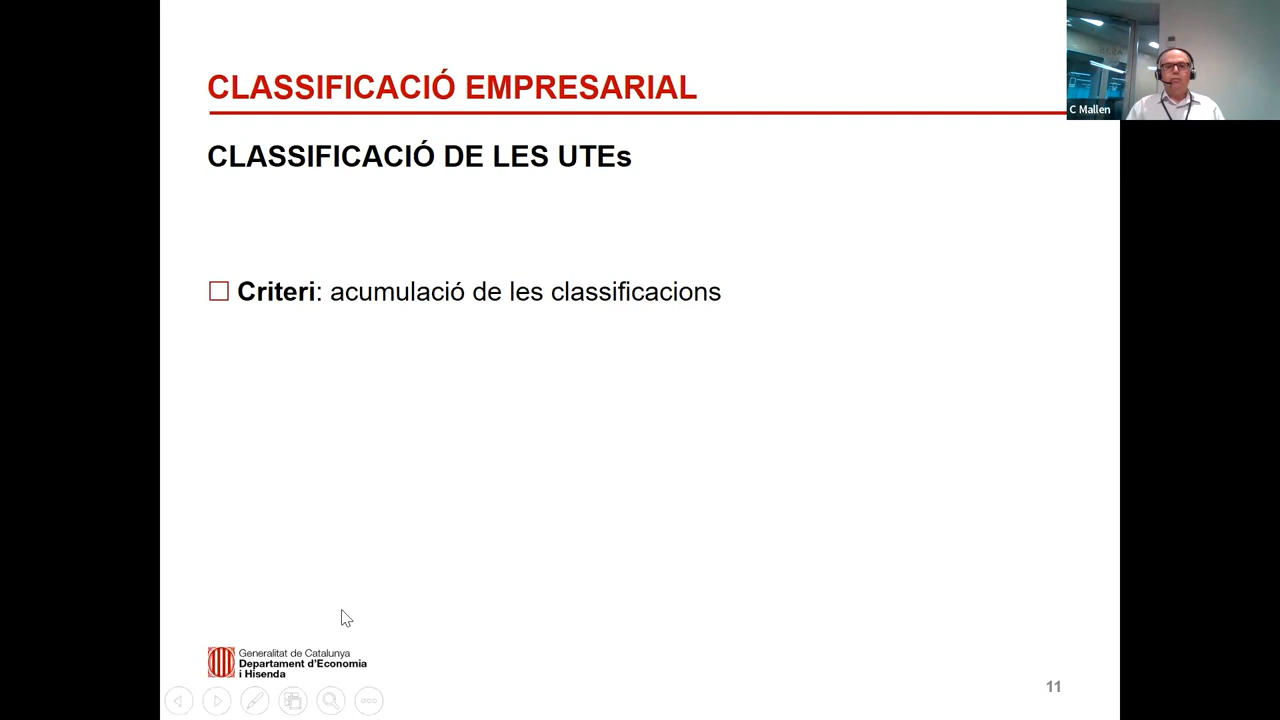 CLASSIFICACIÓ EMPRESARIAL
C Mallen
CLASSIFICACIÓ DE LES UTEs
Criteri: acumulació de les classificacions
Generalitat de Catalunya
Departament d'Economia
i Hisenda
11